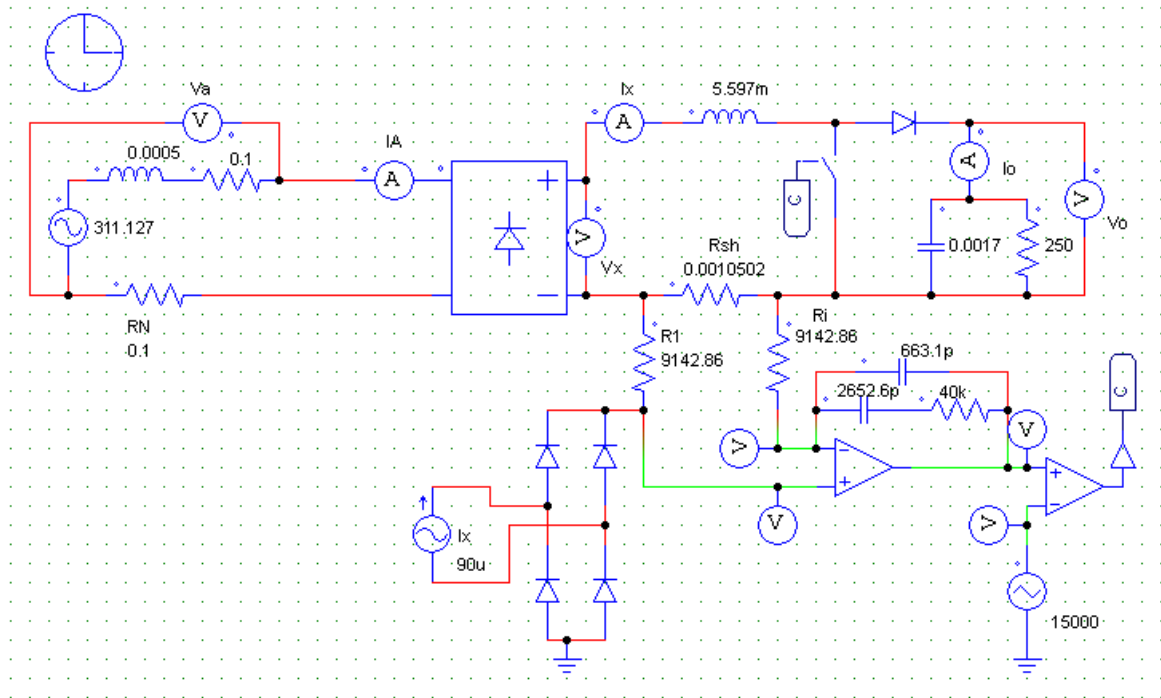 Va
V
0.0005
0.1
311.127
RN
0.1
IA
A
Vx
V
Ix
A
5.597m
C
Rsh
0.0010502
A
Io
0.0017
250
V
Vo
R1
9142.86
Ri
9142.86
663.1p
2652.6p
40k
V
V
V
C
V
Ix
90u
15000